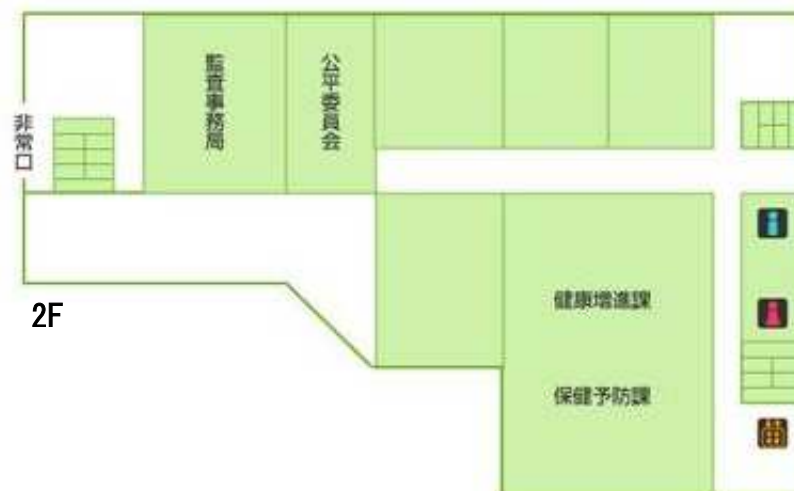 非常口
監査事務局
公平委員会
2F
健康増進課
保健予防課